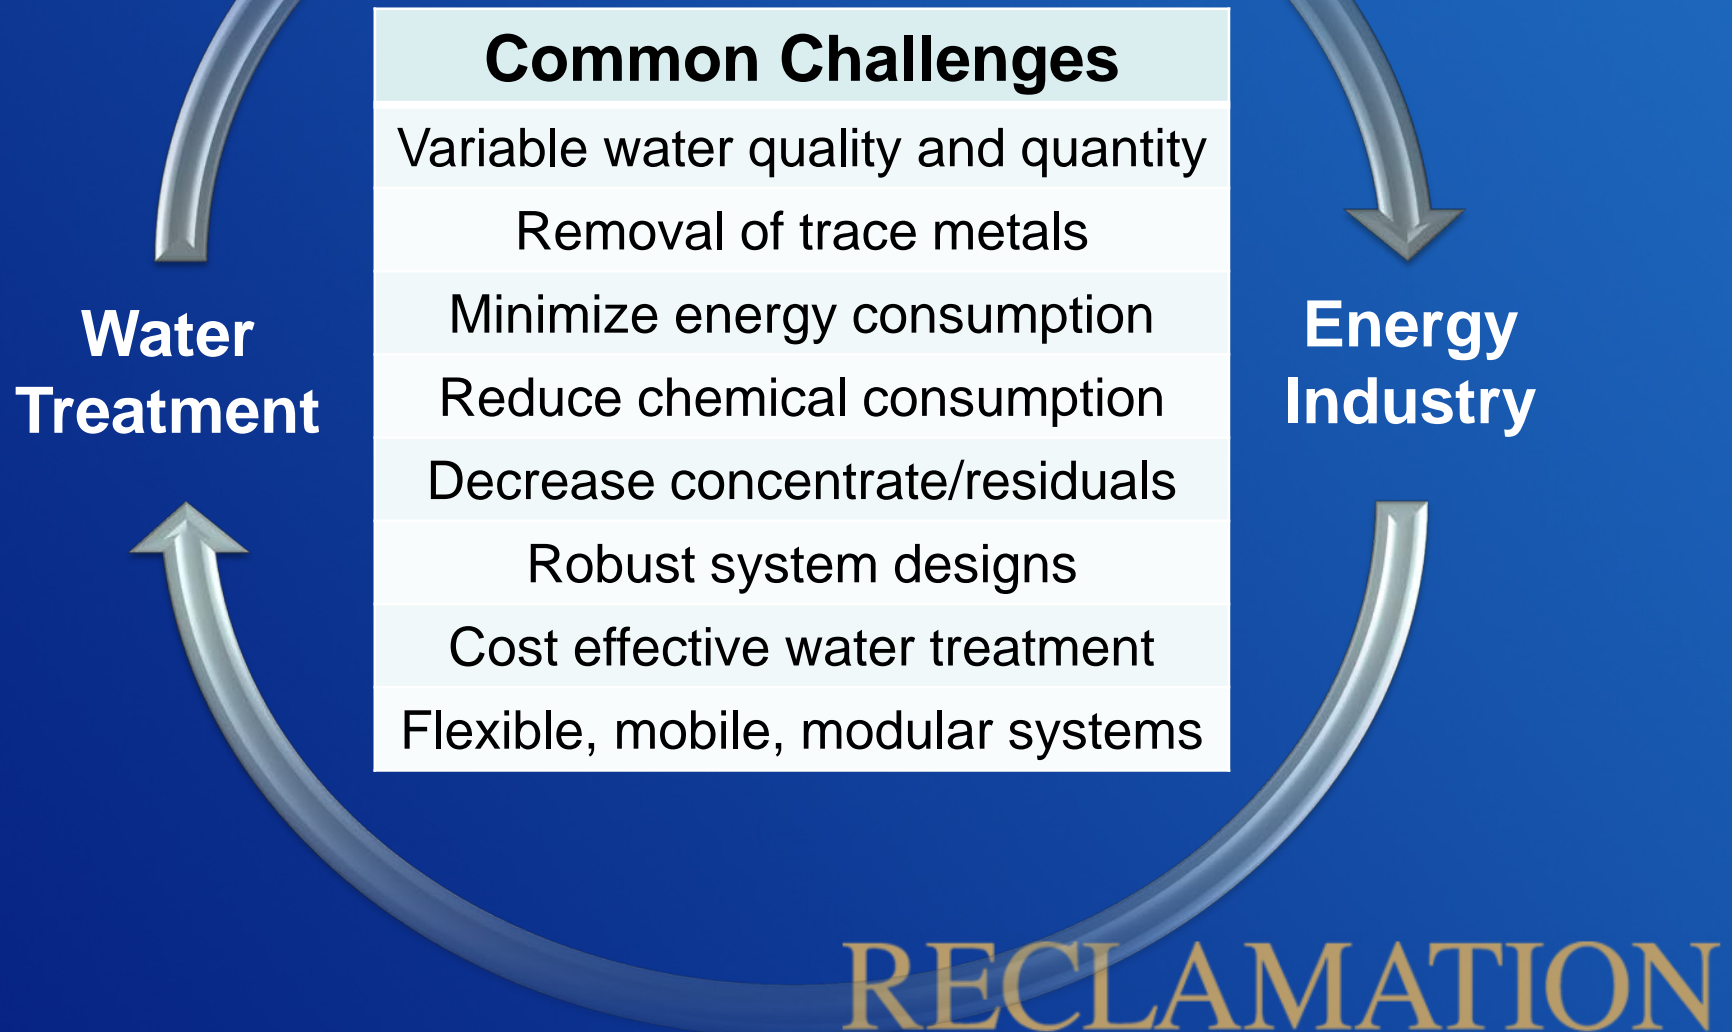 Common Challenges
Variable water quality and quantity
Removal of trace metals
Minimize energy consumption
Reduce chemical consumption
Decrease concentrate/residuals
Robust system designs
Cost effective water treatment
Flexible, mobile, modular systems
Water
Treatment
Energy
Industry
RECLAMATION